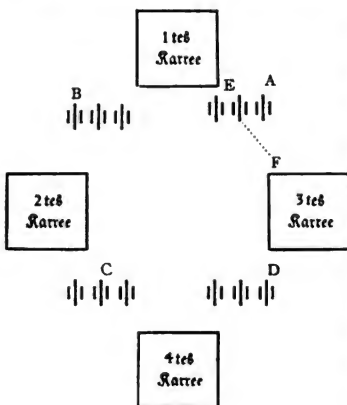 1tes
Karree
E A
B
F
2tes
Karree
3tes
Karree
C
D
4tes
Karree